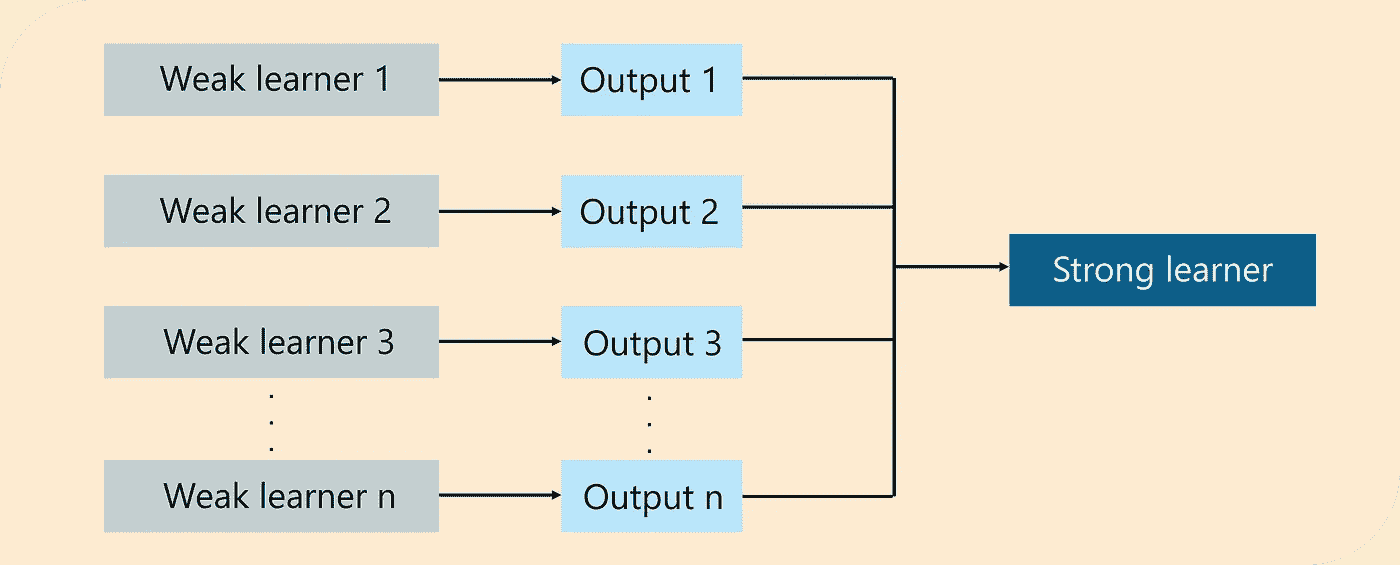 Weak learner 1
Output 1
Weak learner 2
Output 2
Strong learner
Weak learner 3
Output 3
Weak learner n
Output n